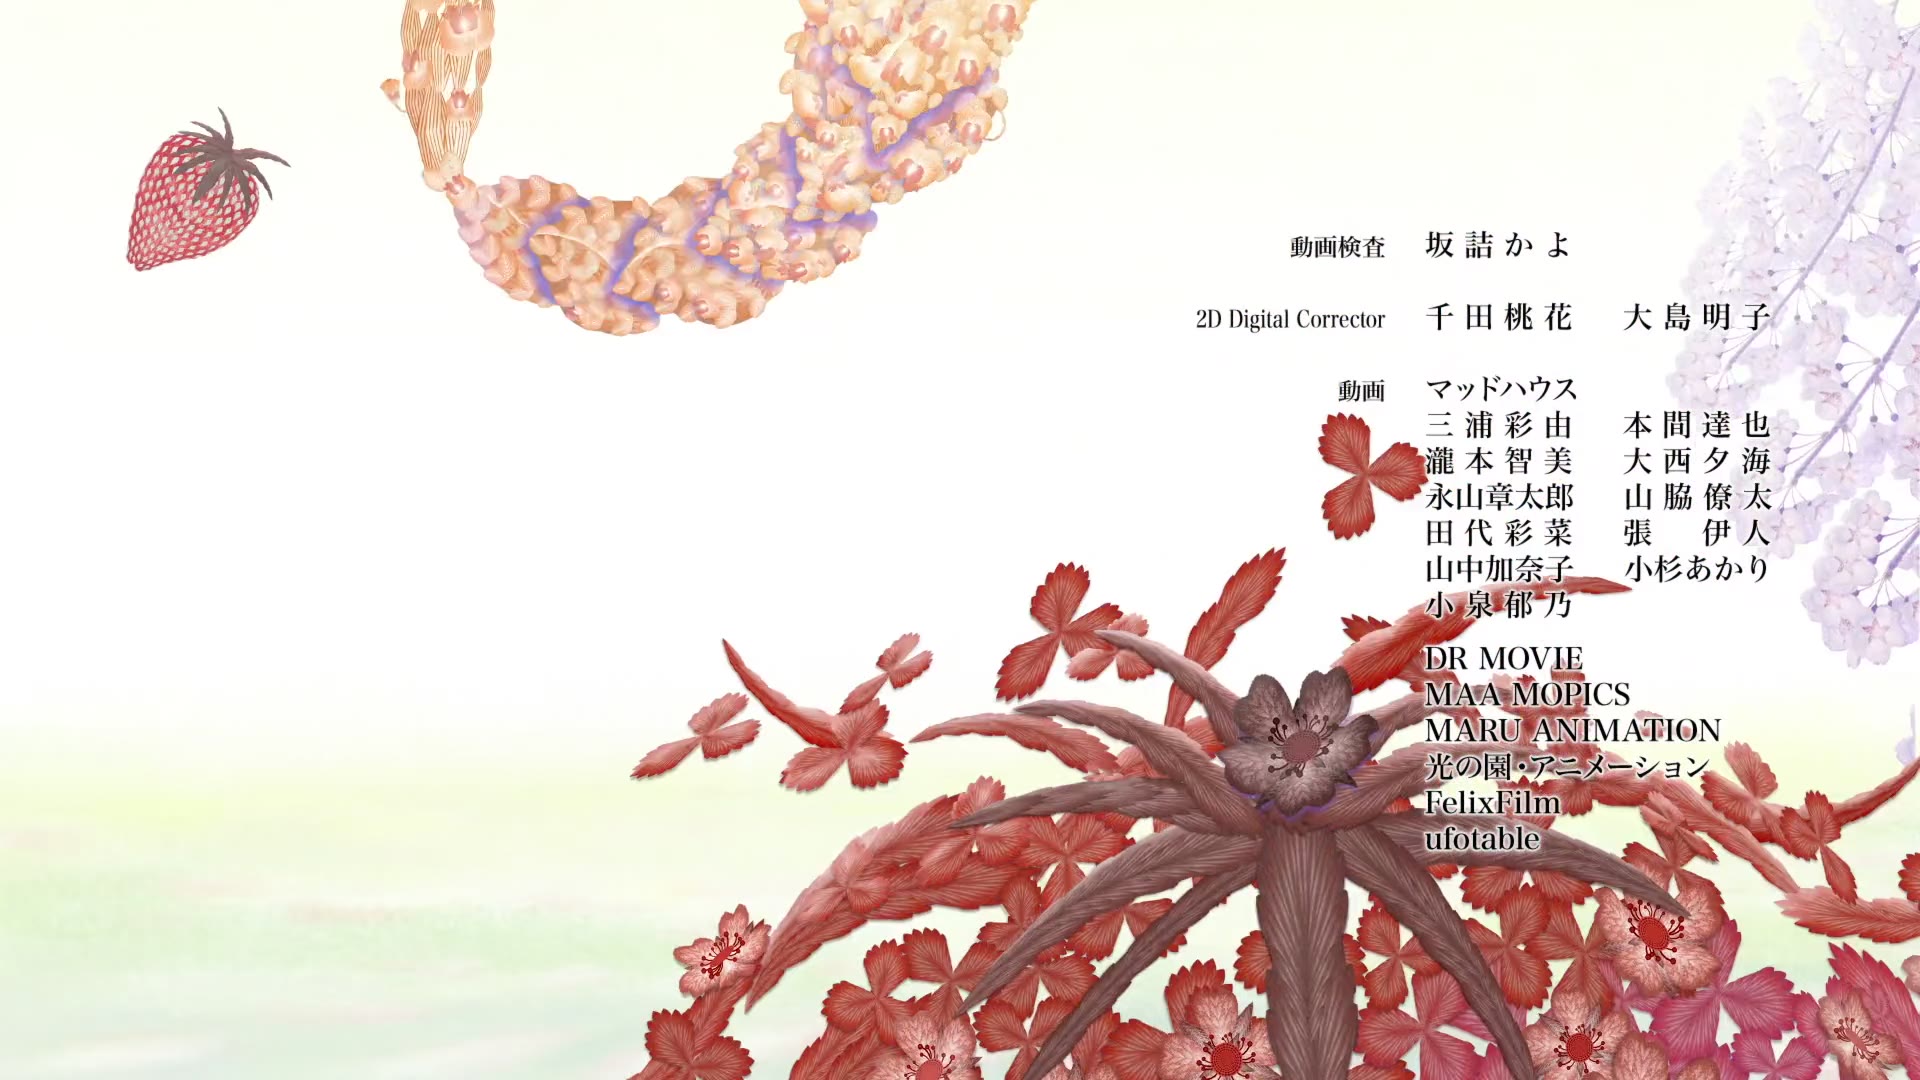 動画検査 坂詰かよ
2D Digital Corrector 千田桃花 大島明子
動画 マッドハウス
三浦彩由 本間達也
瀧本智美 大西夕海
永山章太郎 山脇僚太
田代彩菜 張 伊人
山中加奈子 小杉あかり
小泉郁乃
DR MOVIE
MAA MOPICS
MARU ANIMATION
光の園・アニメーション
FelixFilm
ufotable